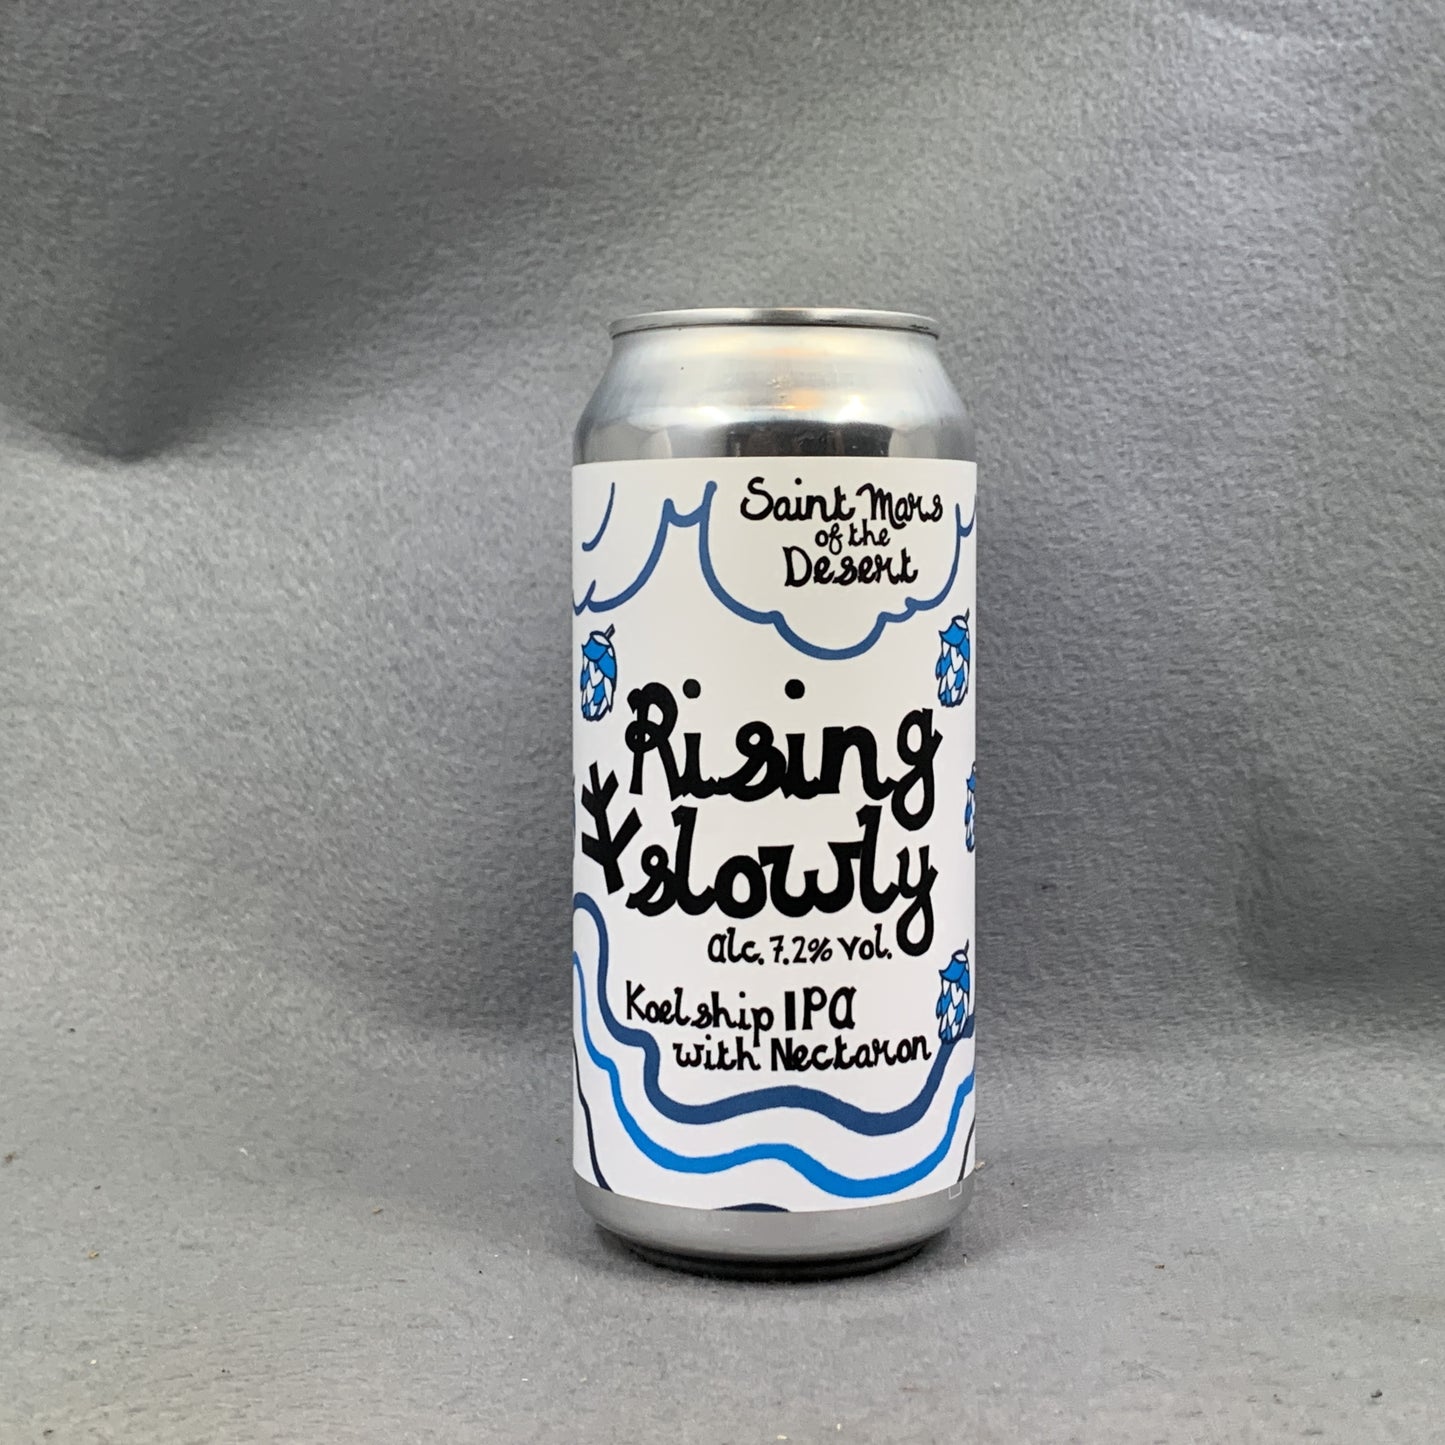 Saint Mars
of the
Desert
Rising
slowly
alc. 7.2% vol.
Koelship IPA
with Nectaron